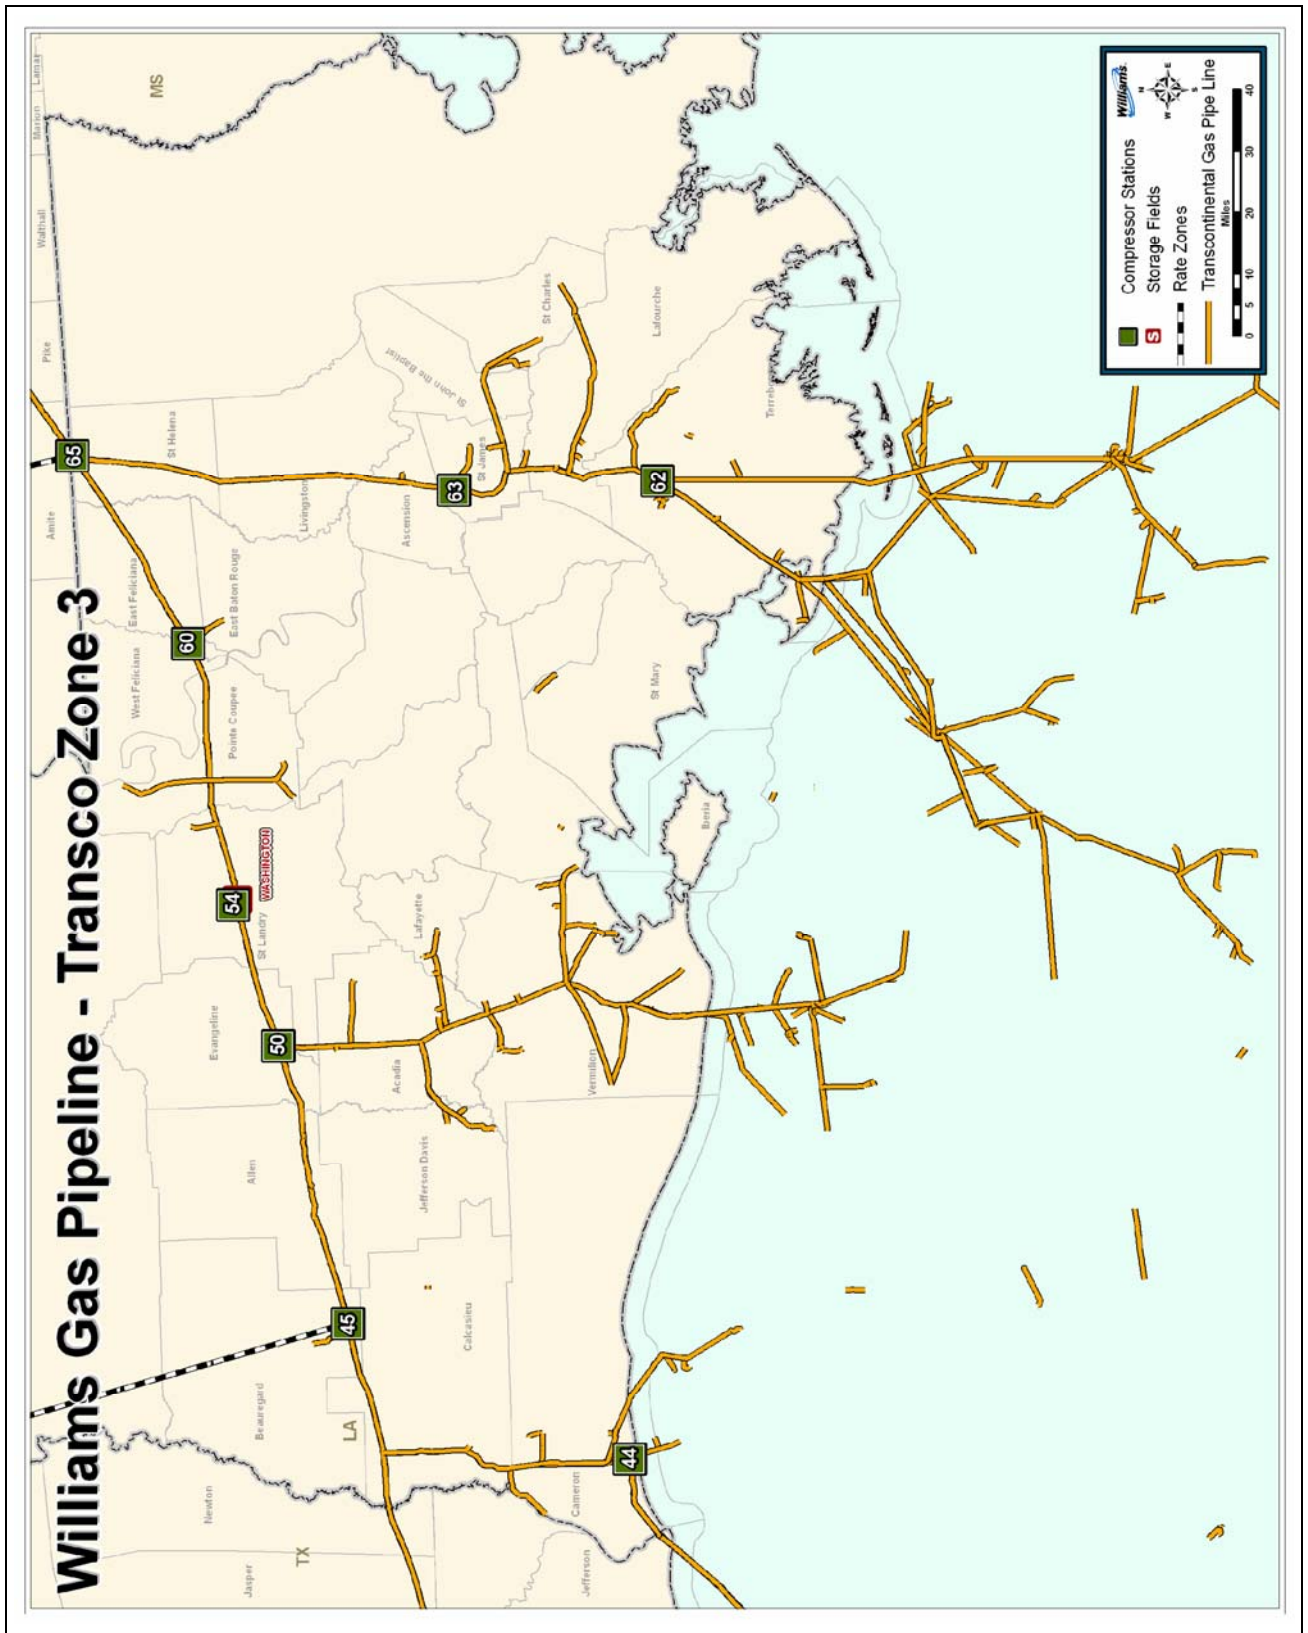 Williams Gas Pipeline - Transco Zone 3
Marion
Lamar
Walthall
Pike
Amite
MS
St Helena
65
East Feliciana
West Feliciana
60
East Baton Rouge
Livingston
Pointe Coupee
Ascension
63
St James
St John the Baptist
St Charles
Lafourche
62
54
WASHINGTON
St Landry
Evangeline
50
Lafayette
St Mary
Iberia
Acadia
Vermilion
Allen
Jefferson Davis
45
Calcasieu
Beauregard
LA
Newton
TX
Jasper
Cameron
44
Jefferson
Williams.
N
W
E
S
Compressor Stations
S
Storage Fields
Rate Zones
Transcontinental Gas Pipe Line
Miles
0 5 10 20 30 40